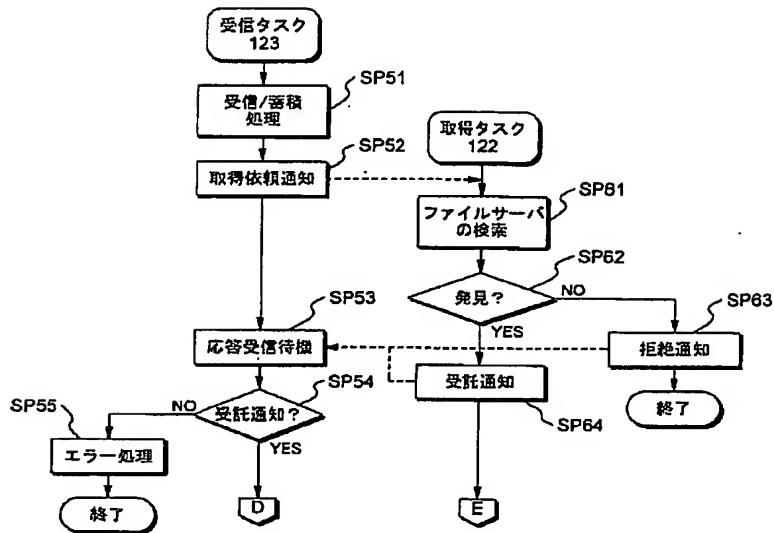 受信タスク
123
SP51
受信/蓄積
処理
取得タスク
122
SP52
取得依頼通知
SP61
ファイルサーバ
の検索
SP62
発見?
NO
YES
SP63
拒絶通知
終了
SP53
応答受信待機
受託通知
SP64
SP54
受託通知?
NO
YES
SP55
エラー処理
終了
D
E